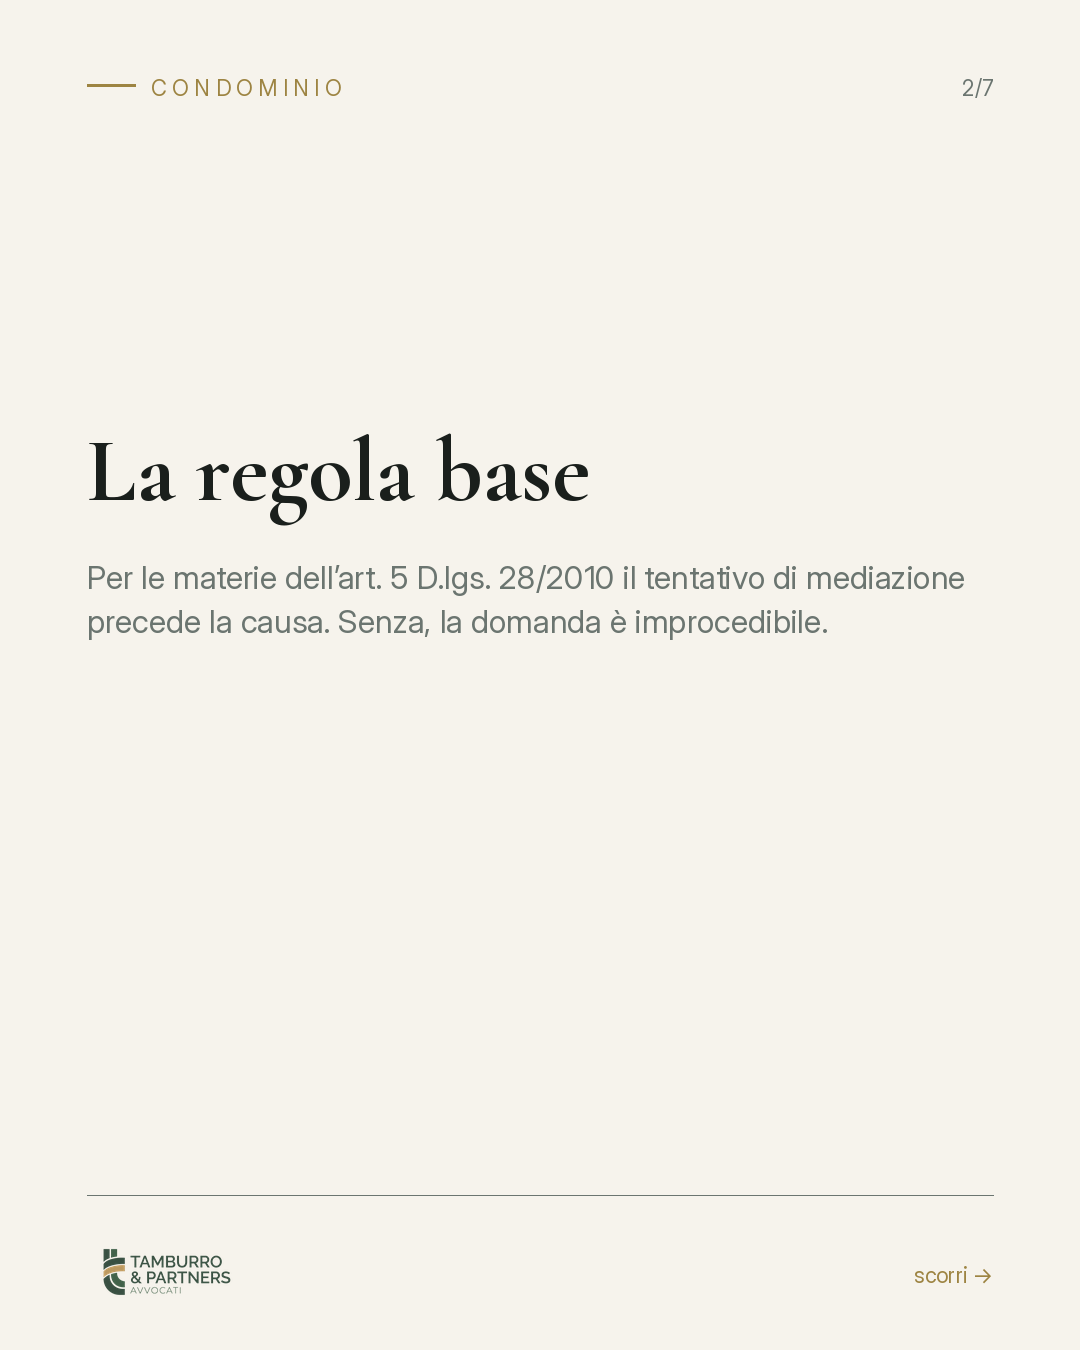 CONDOMINIO
2/7
La regola base
Per le materie dell’art. 5 D.lgs. 28/2010 il tentativo di mediazione
precede la causa. Senza, la domanda è improcedibile.
TAMBURRO
& PARTNERS
AVVOCATI
scorri →